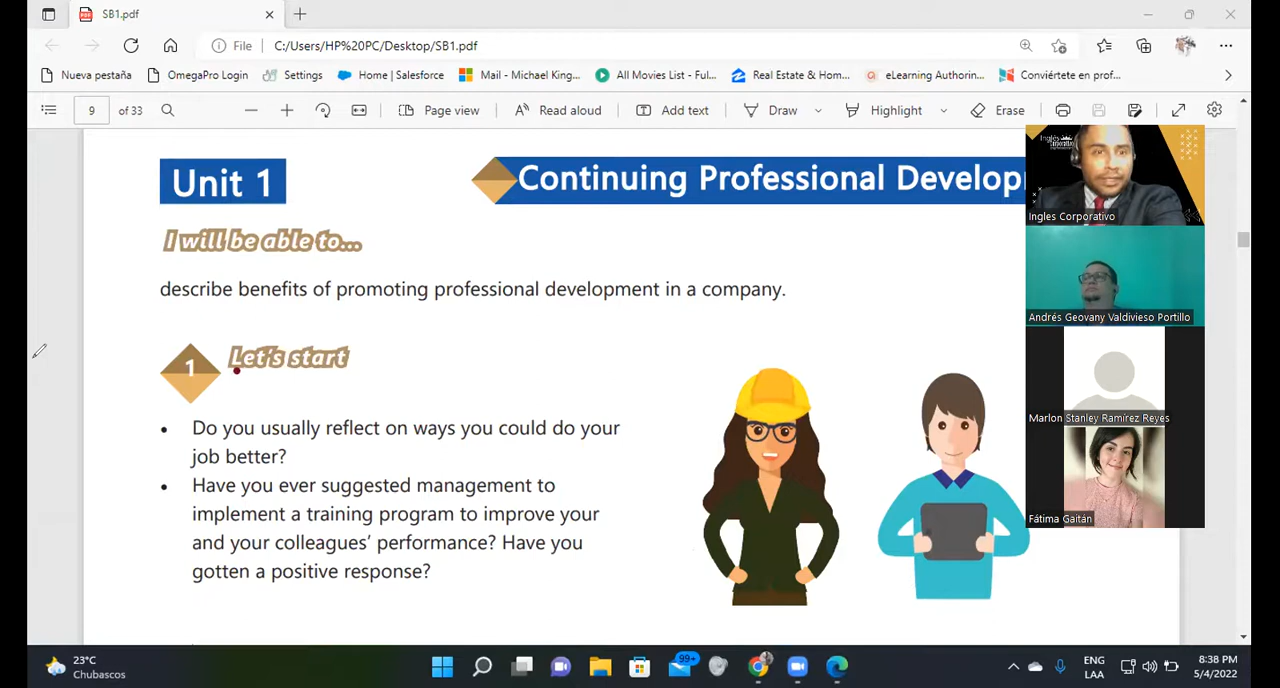 SB1.pdf
File
C:/Users/HP%20PC/Desktop/SB1.pdf
Nueva pestaña
OmegaPro Login
Settings
Home | Salesforce
Mail - Michael King...
All Movies List - Ful...
Real Estate & Hom...
eLearning Authorin...
Conviértete en prof...
9
of 33
Page view
Read aloud
Add text
Draw
Highlight
Erase
Unit 1
Continuing Professional Develop
I will be able to...
describe benefits of promoting professional development in a company.
1
Let's start
• Do you usually reflect on ways you could do your
job better?
• Have you ever suggested management to
implement a training program to improve your
and your colleagues' performance? Have you
gotten a positive response?
Inglés
Corporativo
Ingles Corporativo
Andrés Geovany Valdivieso Portillo
Marlon Stanley Ramírez Reyes
Fátima Gaitán
23°C
Chubascos
99+
ENG
LAA
8:38 PM
5/4/2022